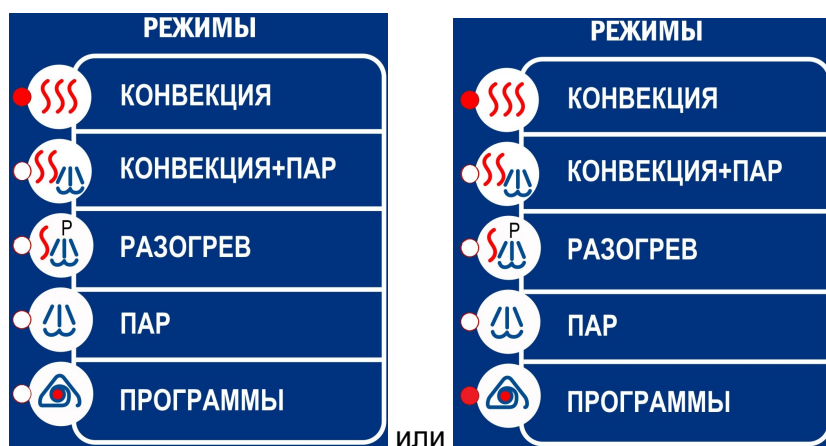 РЕЖИМЫ
КОНВЕКЦИЯ
КОНВЕКЦИЯ+ПАР
P
РАЗОГРЕВ
ПАР
ПРОГРАММЫ
или
РЕЖИМЫ
КОНВЕКЦИЯ
КОНВЕКЦИЯ+ПАР
P
РАЗОГРЕВ
ПАР
ПРОГРАММЫ